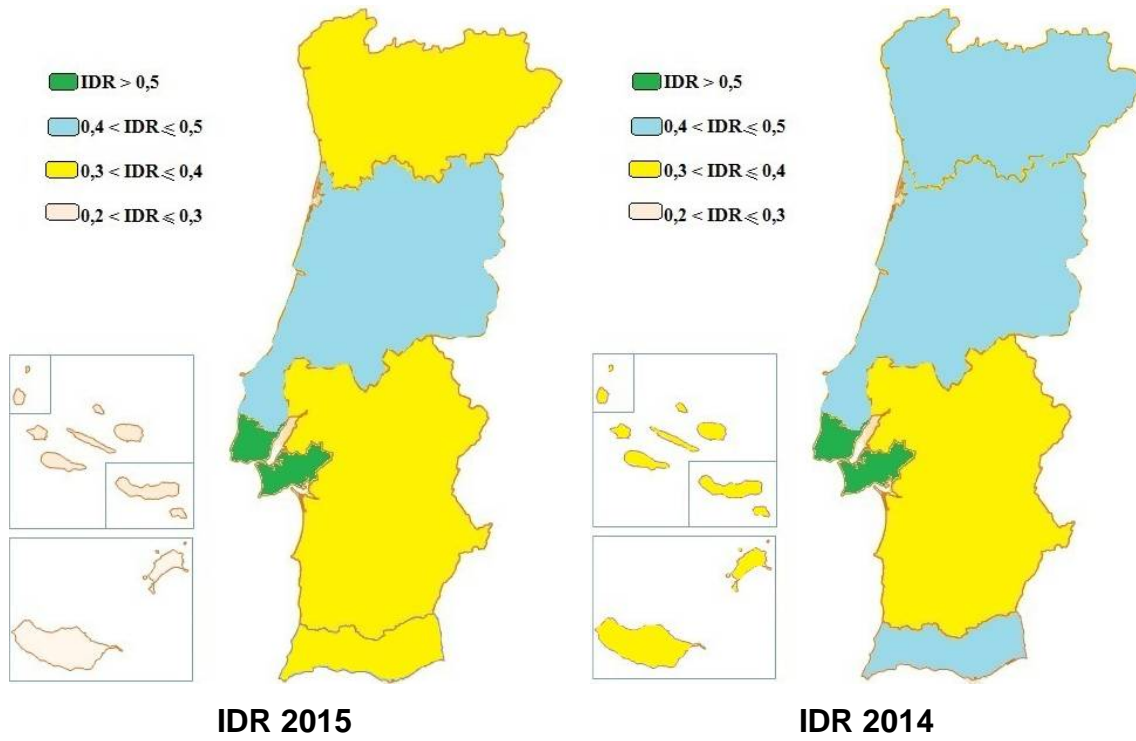 IDR > 0,5
0,4 < IDR ⩽ 0,5
0,3 < IDR ⩽ 0,4
0,2 < IDR ⩽ 0,3
IDR 2015
IDR > 0,5
0,4 < IDR ⩽ 0,5
0,3 < IDR ⩽ 0,4
0,2 < IDR ⩽ 0,3
IDR 2014